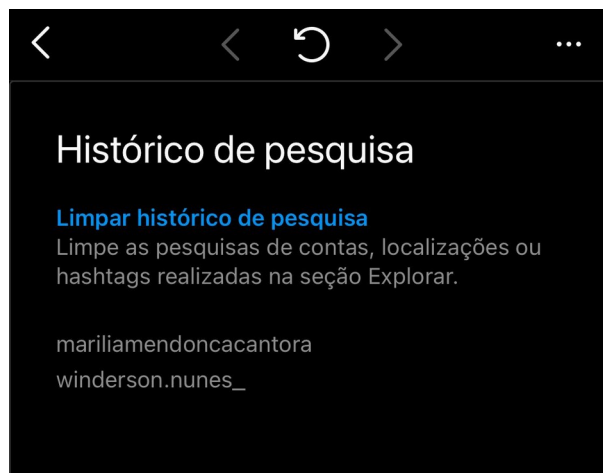 Histórico de pesquisa
Limpar histórico de pesquisa
Limpe as pesquisas de contas, localizações ou
hashtags realizadas na seção Explorar.
mariliamendoncacantora
winderson.nunes_